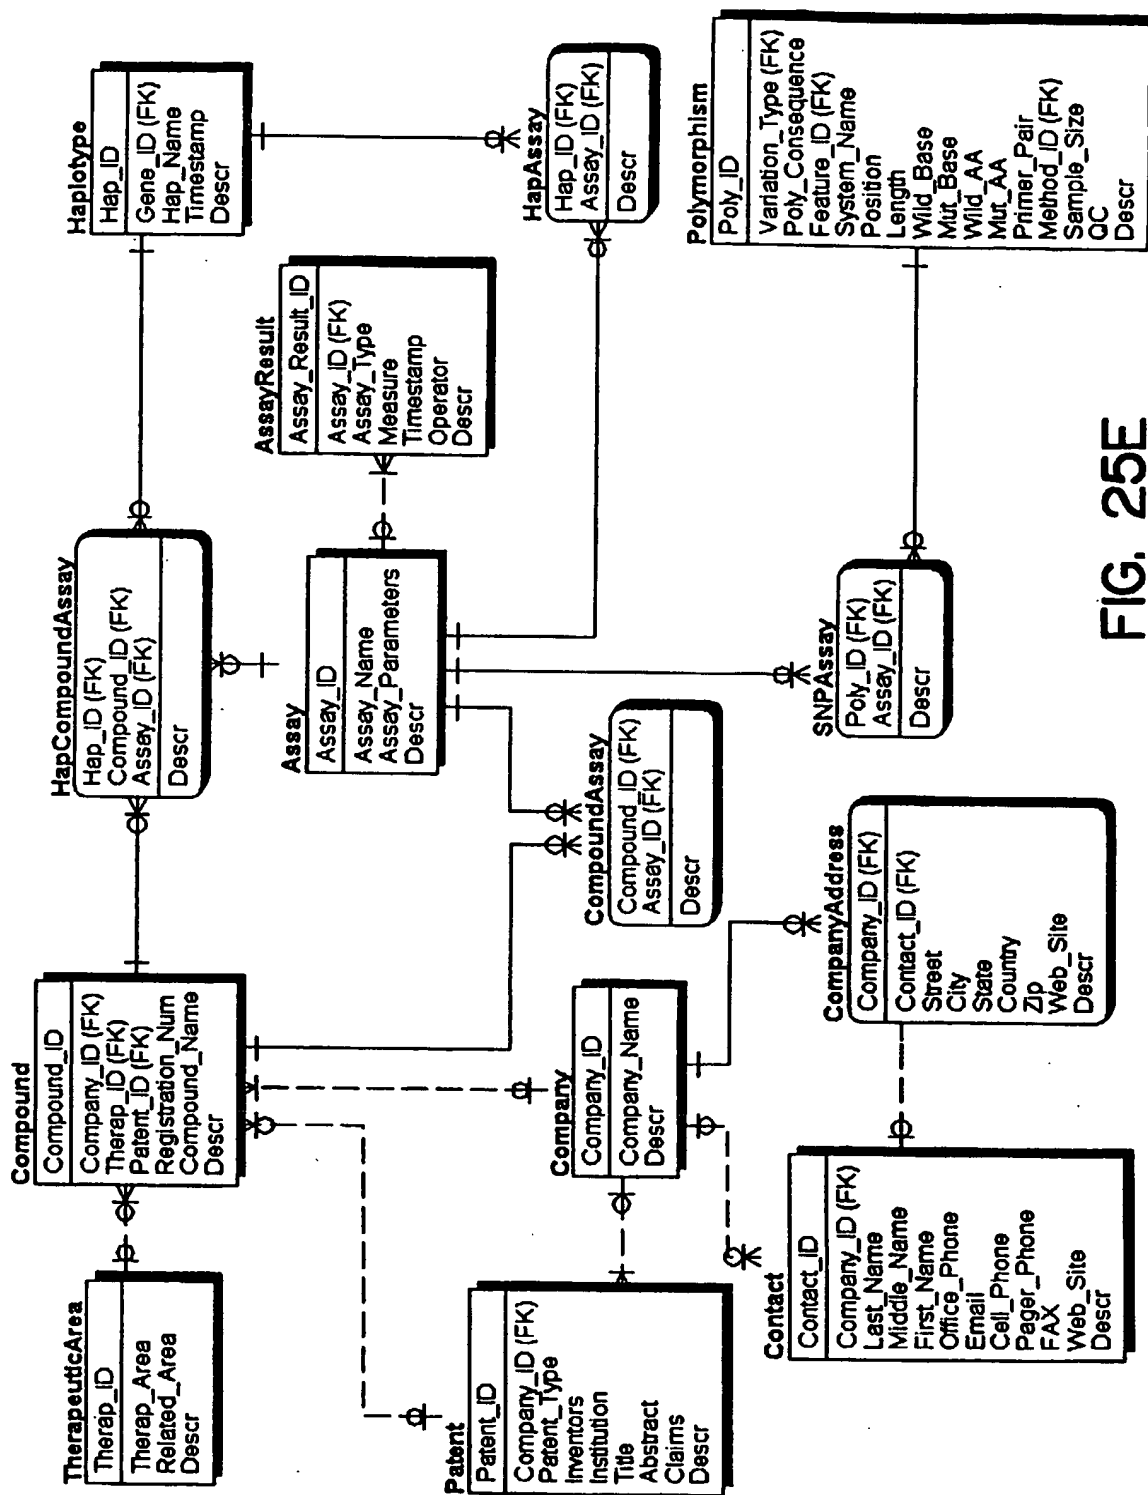 TherapeuticArea
Therap_ID
Therap_Area
Related_Area
Descr
Compound
Compound_ID
Company_ID (FK)
Therap_ID (FK)
Patent_ID (FK)
Registration_Num
Compound_Name
Descr
HapCompoundAssay
Hap_ID (FK)
Compound_ID (FK)
Assay_ID (FK)
Descr
Haplotype
Hap_ID
Gene_ID (FK)
Hap_Name
Timestamp
Descr
AssayResult
Assay_Result_ID
Assay_ID (FK)
Assay_Type
Measure
Timestamp
Operator
Descr
Assay
Assay_ID
Assay_Name
Assay_Parameters
Descr
HapAssay
Hap_ID (FK)
Assay_ID (FK)
Descr
Patent
Patent_ID
Company_ID (FK)
Patent_Type
Inventors
Institution
Title
Abstract
Claims
Descr
Company
Company_ID
Company_Name
Descr
CompoundAssay
Compound_ID (FK)
Assay_ID (FK)
Descr
SNPAssay
Poly_ID (FK)
Assay_ID (FK)
Descr
Polymorphism
Poly_ID
Variation_Type (FK)
Poly_Consequence
Feature_ID (FK)
System_Name
Position
Length
Wild_Base
Mut_Base
Wild_AA
Mut_AA
Primer_Pair
Method_ID (FK)
Sample_Size
QC
Descr
Contact
Contact_ID
Company_ID (FK)
Last_Name
Middle_Name
First_Name
Office_Phone
Email
Cell_Phone
Pager_Phone
FAX
Web_Site
Descr
CompanyAddress
Company_ID (FK)
Contact_ID (FK)
Street
City
State
Country
Zip
Web_Site
Descr
FIG. 25E